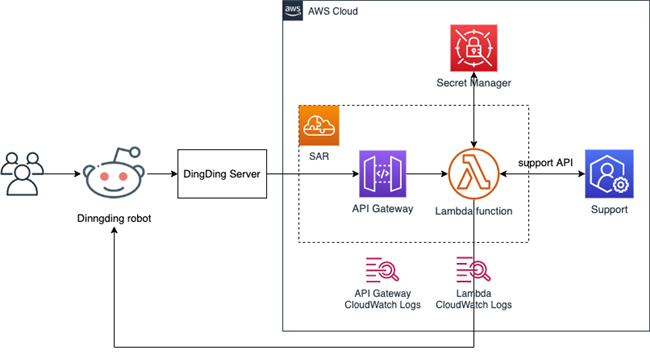 aws
AWS Cloud
Secret Manager
SAR
support API
DingDing Server
API Gateway
Lambda function
Support
Dinngding robot
API Gateway
CloudWatch Logs
Lambda
CloudWatch Logs